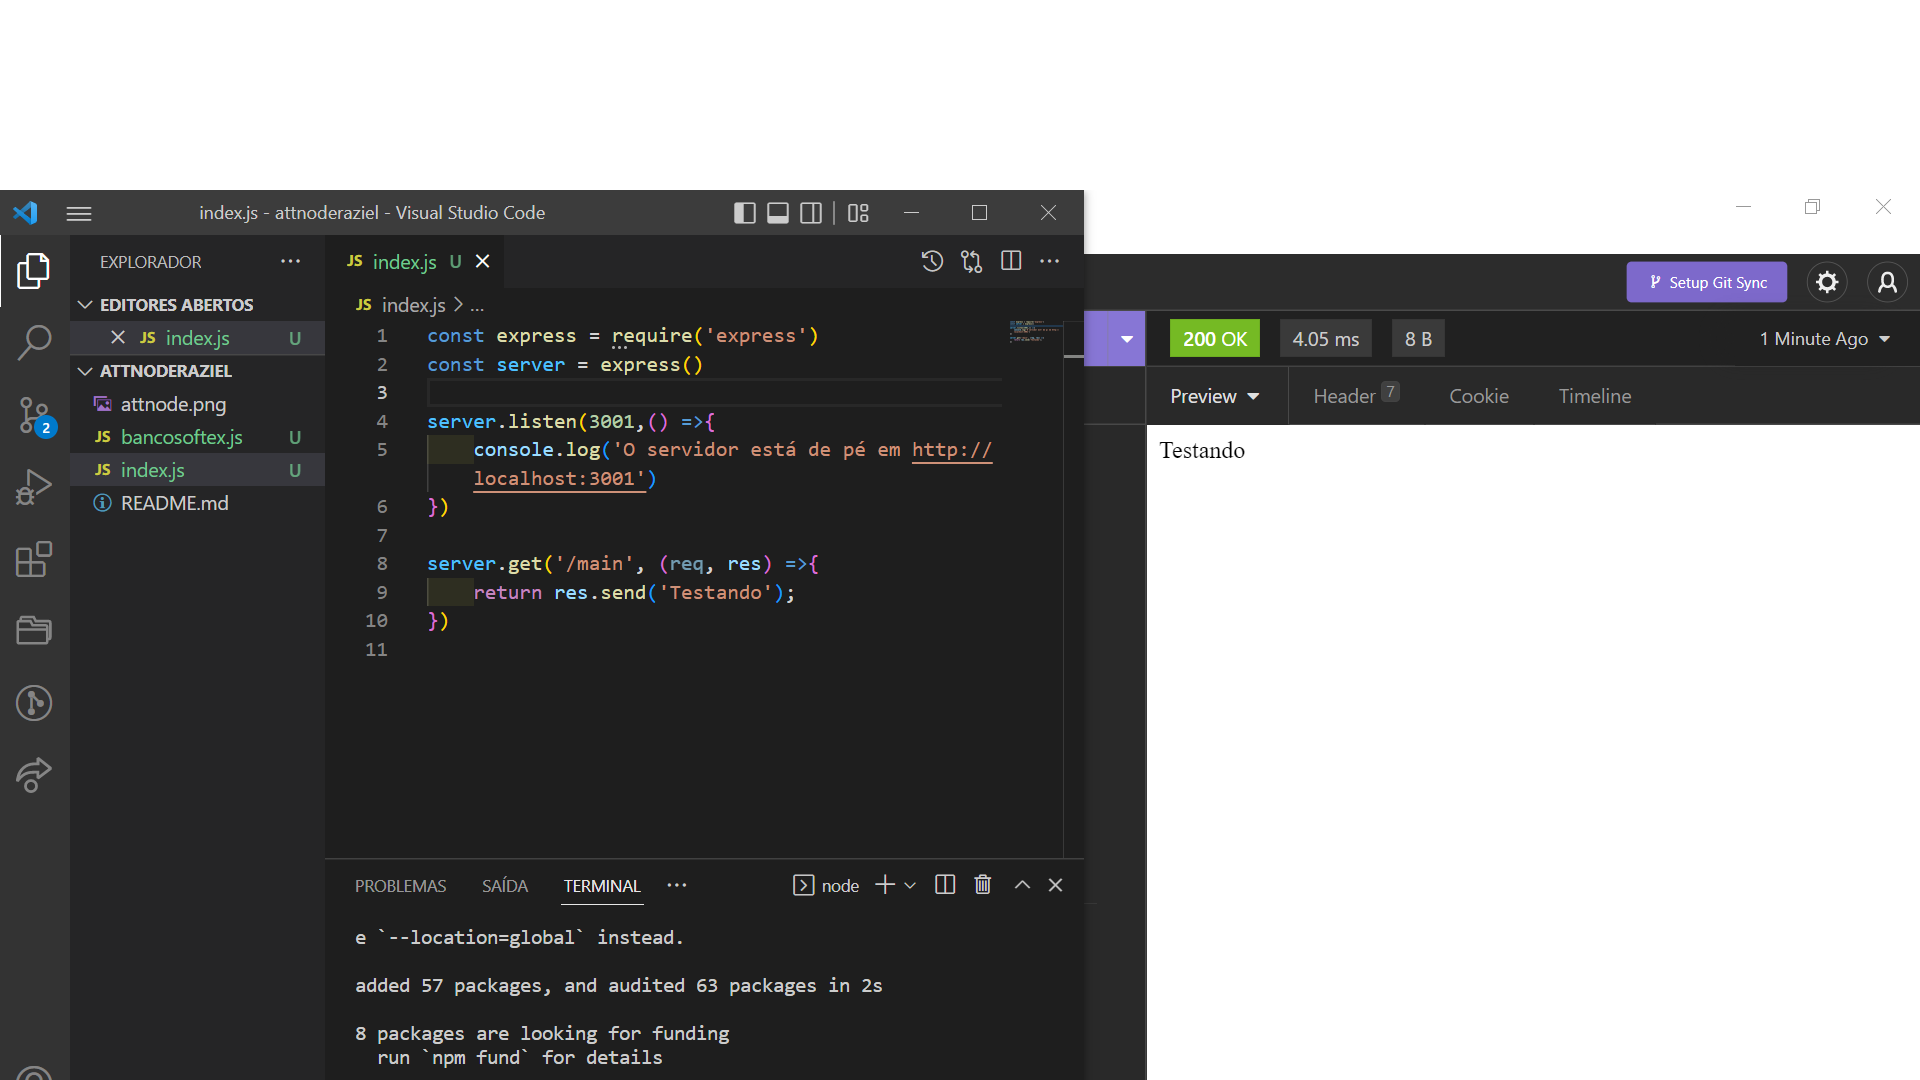 index.js - attnoderaziel - Visual Studio Code
EXPLORADOR
EDITORES ABERTOS
JS index.js U
ATTNODERAZIEL
attnode.png
JS bancosoftex.js U
JS index.js U
README.md
2
JS index.js U
JS index.js > ...
1 const express = require('express')
2 const server = express()
3
4 server.listen(3001,() =>{
5 console.log('O servidor está de pé em http://
localhost:3001')
6 })
7
8 server.get('/main', (req, res) =>{
9 return res.send('Testando');
10 })
11
PROBLEMAS SAÍDA TERMINAL
node
e `--location=global` instead.
added 57 packages, and audited 63 packages in 2s
8 packages are looking for funding
run `npm fund` for details
Setup Git Sync
200 OK 4.05 ms 8 B 1 Minute Ago
Preview Header 7 Cookie Timeline
Testando